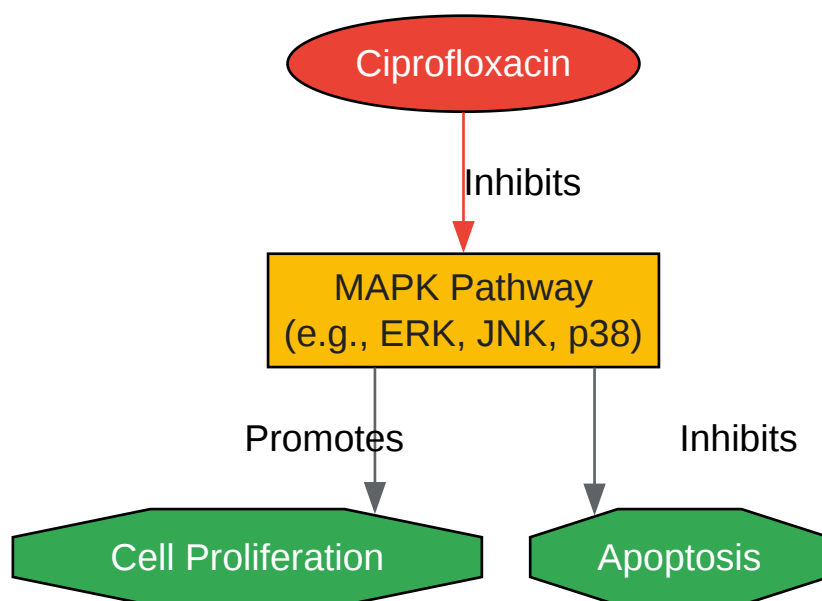 Ciprofloxacin
Inhibits
MAPK Pathway
(e.g., ERK, JNK, p38)
Promotes
Inhibits
Cell Proliferation
Apoptosis